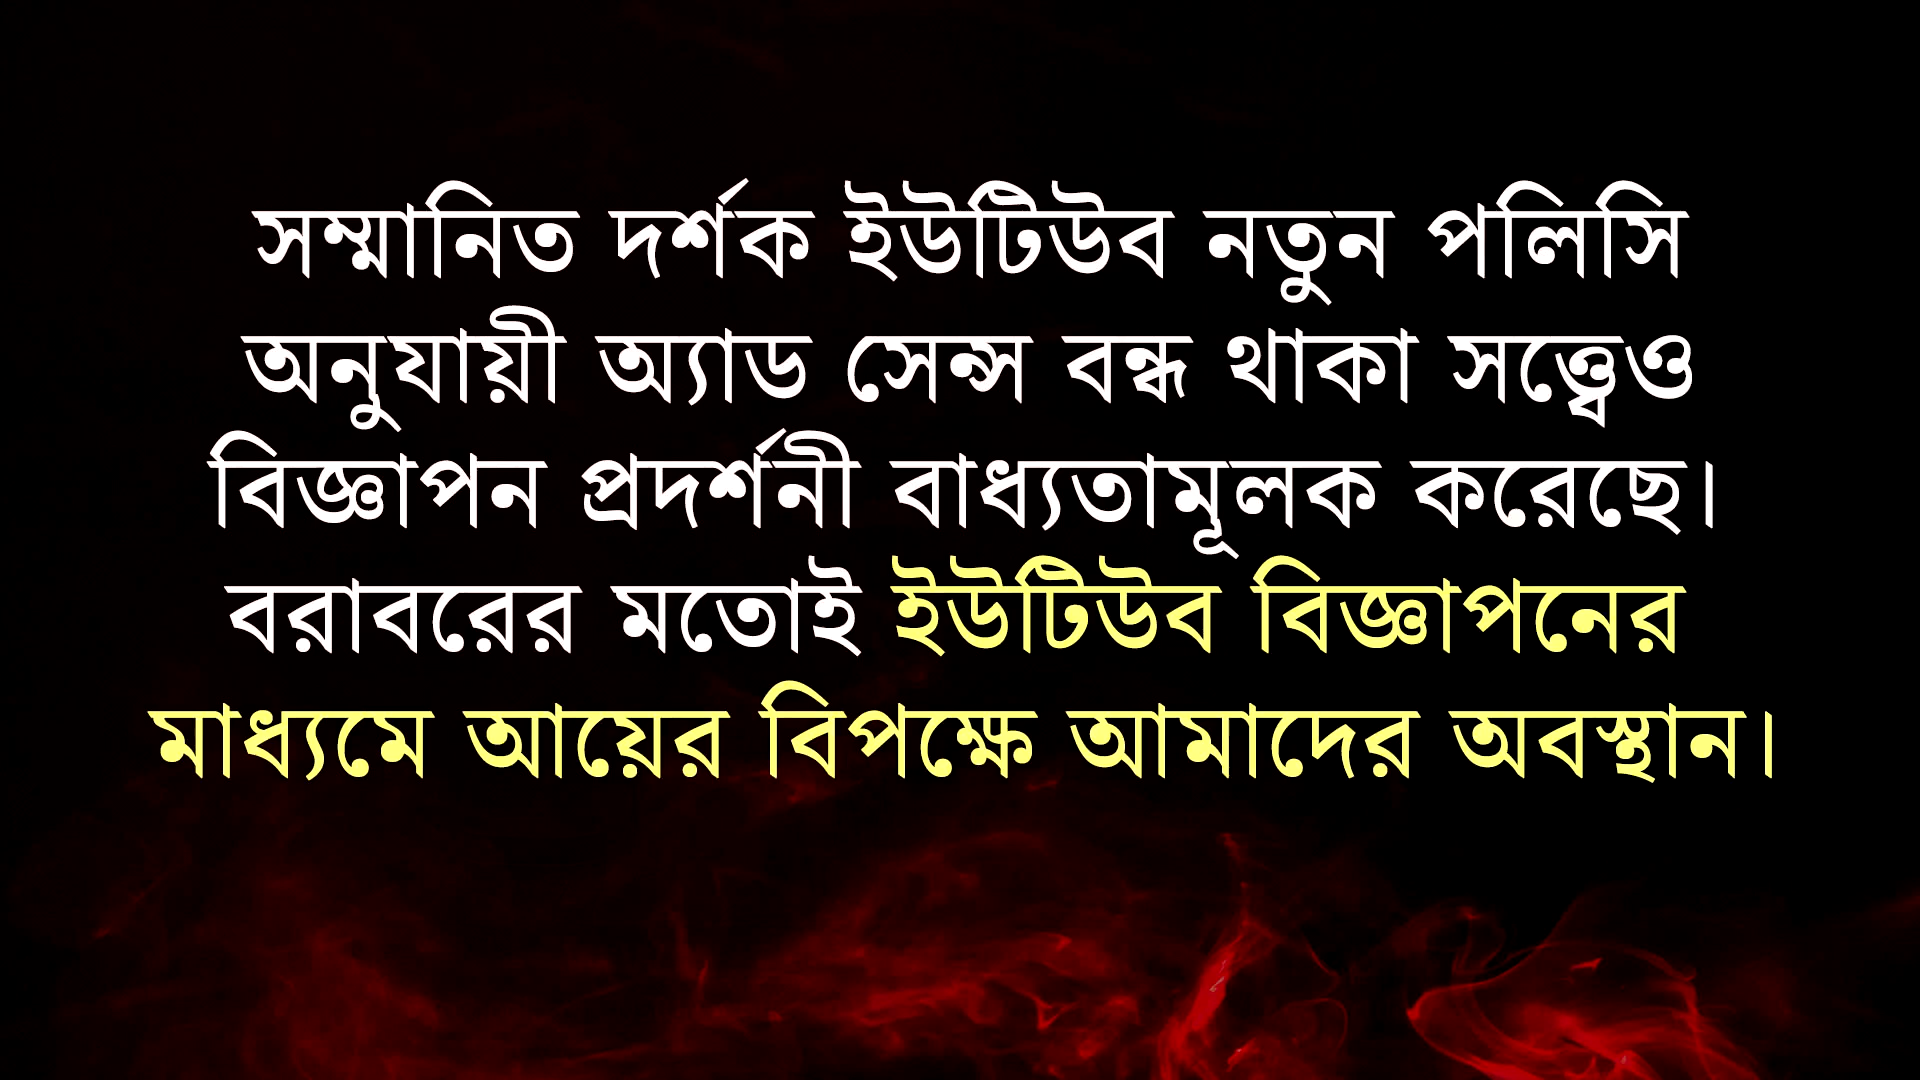 সম্মানিত দর্শক ইউটিউব নতুন পলিসি
অনুযায়ী অ্যাড সেন্স বন্ধ থাকা সত্ত্বেও
বিজ্ঞাপন প্রদর্শনী বাধ্যতামূলক করেছে।
বরাবরের মতোই ইউটিউব বিজ্ঞাপনের
মাধ্যমে আয়ের বিপক্ষে আমাদের অবস্থান।